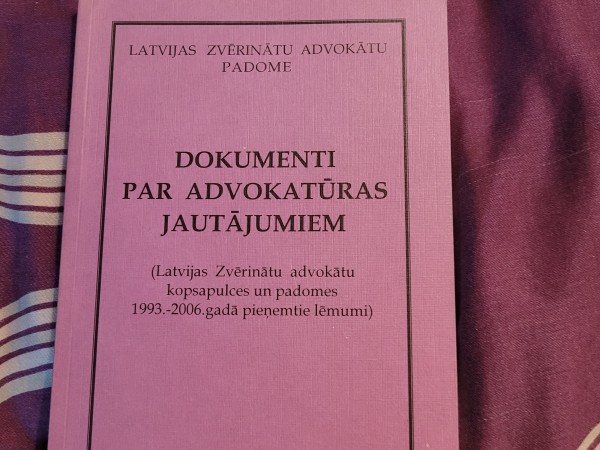 LATVIJAS ZVĒRINĀTU ADVOKĀTU
PADOME
DOKUMENTI
PAR ADVOKATŪRAS
JAUTĀJUMIEM
(Latvijas Zvērinātu advokātu
kopsapulces un padomes
1993.-2006.gadā pieņemtie lēmumi)